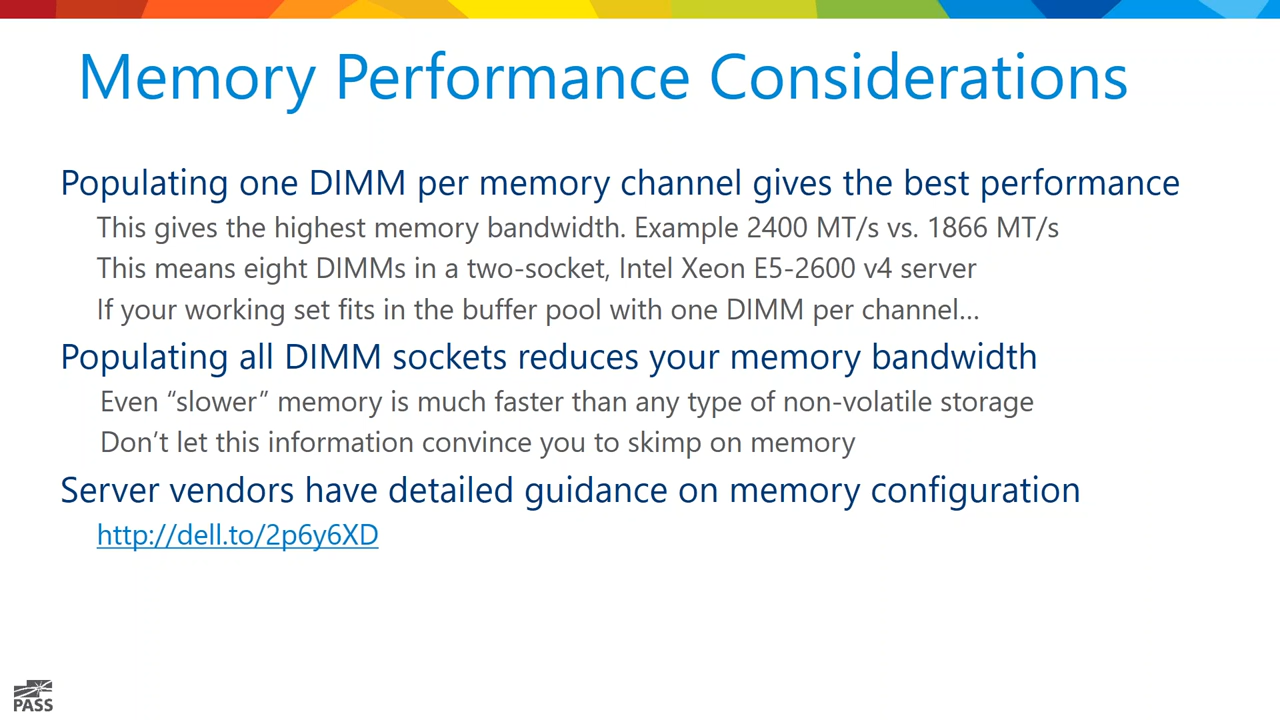 Memory Performance Considerations
Populating one DIMM per memory channel gives the best performance
This gives the highest memory bandwidth. Example 2400 MT/s vs. 1866 MT/s
This means eight DIMMs in a two-socket, Intel Xeon E5-2600 v4 server
If your working set fits in the buffer pool with one DIMM per channel…
Populating all DIMM sockets reduces your memory bandwidth
Even “slower” memory is much faster than any type of non-volatile storage
Don’t let this information convince you to skimp on memory
Server vendors have detailed guidance on memory configuration
http://dell.to/2p6y6XD
PASS